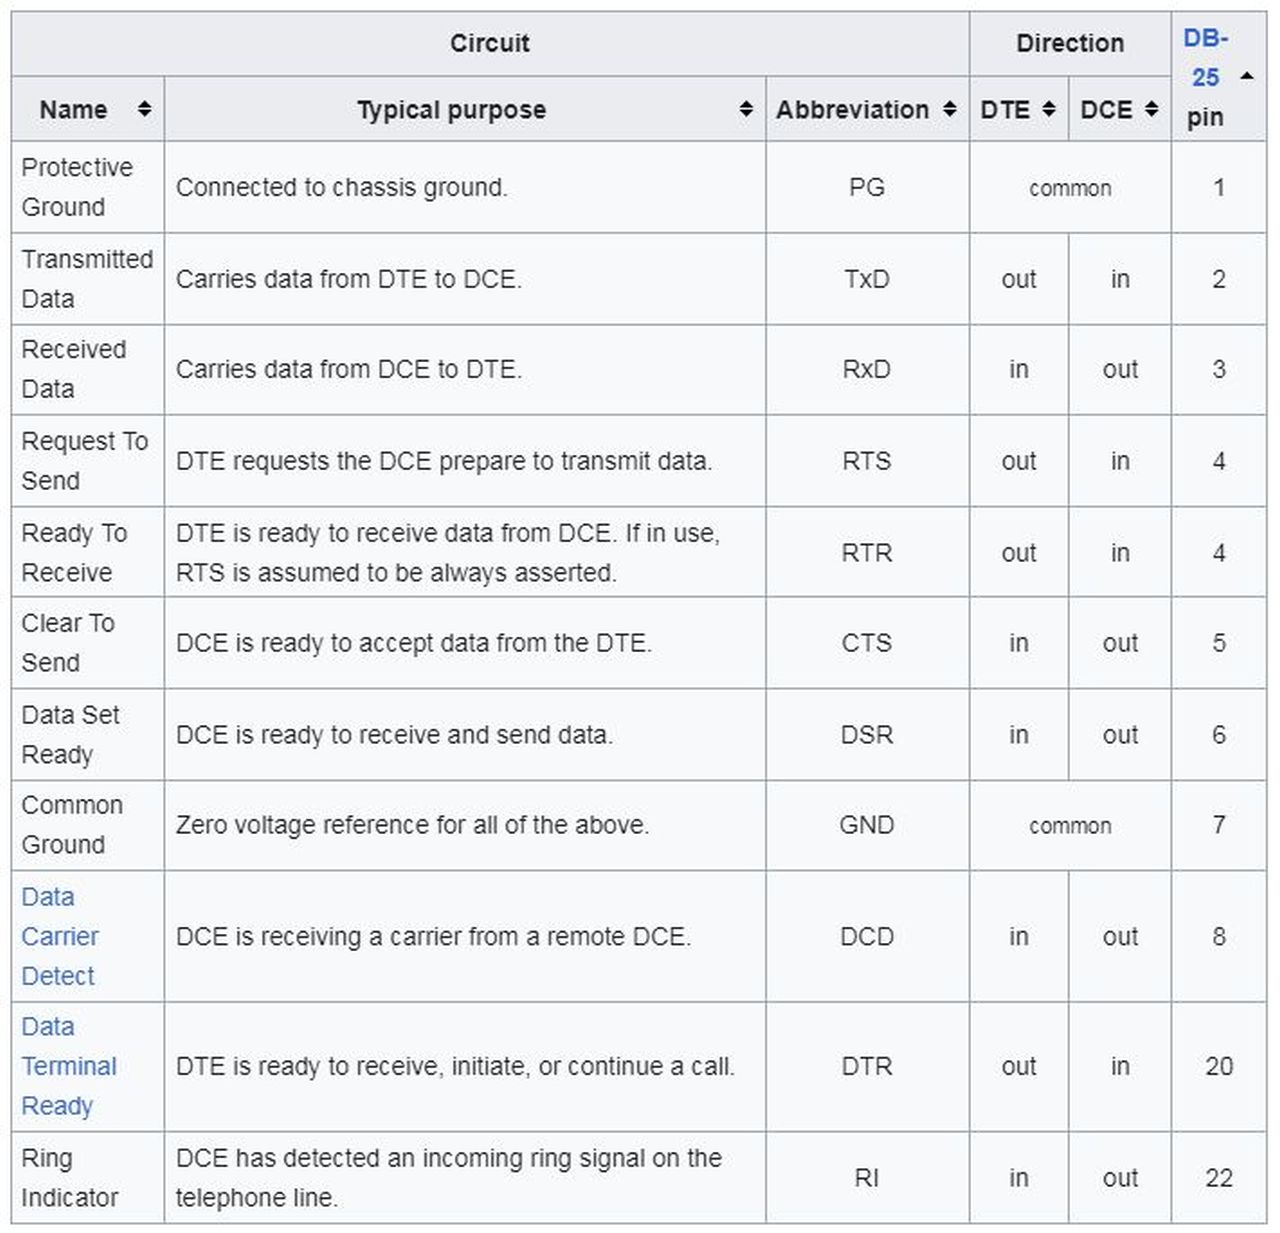 Circuit Direction DB-
25
pin
Name Typical purpose Abbreviation DTE DCE
Protective
Ground
Connected to chassis ground. PG common 1
Transmitted
Data
Carries data from DTE to DCE. TxD out in 2
Received
Data
Carries data from DCE to DTE. RxD in out 3
Request To
Send
DTE requests the DCE prepare to transmit data. RTS out in 4
Ready To
Receive
DTE is ready to receive data from DCE. If in use,
RTS is assumed to be always asserted.
RTR out in 4
Clear To
Send
DCE is ready to accept data from the DTE. CTS in out 5
Data Set
Ready
DCE is ready to receive and send data. DSR in out 6
Common
Ground
Zero voltage reference for all of the above. GND common 7
Data
Carrier
Detect
DCE is receiving a carrier from a remote DCE. DCD in out 8
Data
Terminal
Ready
DTE is ready to receive, initiate, or continue a call. DTR out in 20
Ring
Indicator
DCE has detected an incoming ring signal on the
telephone line.
RI in out 22